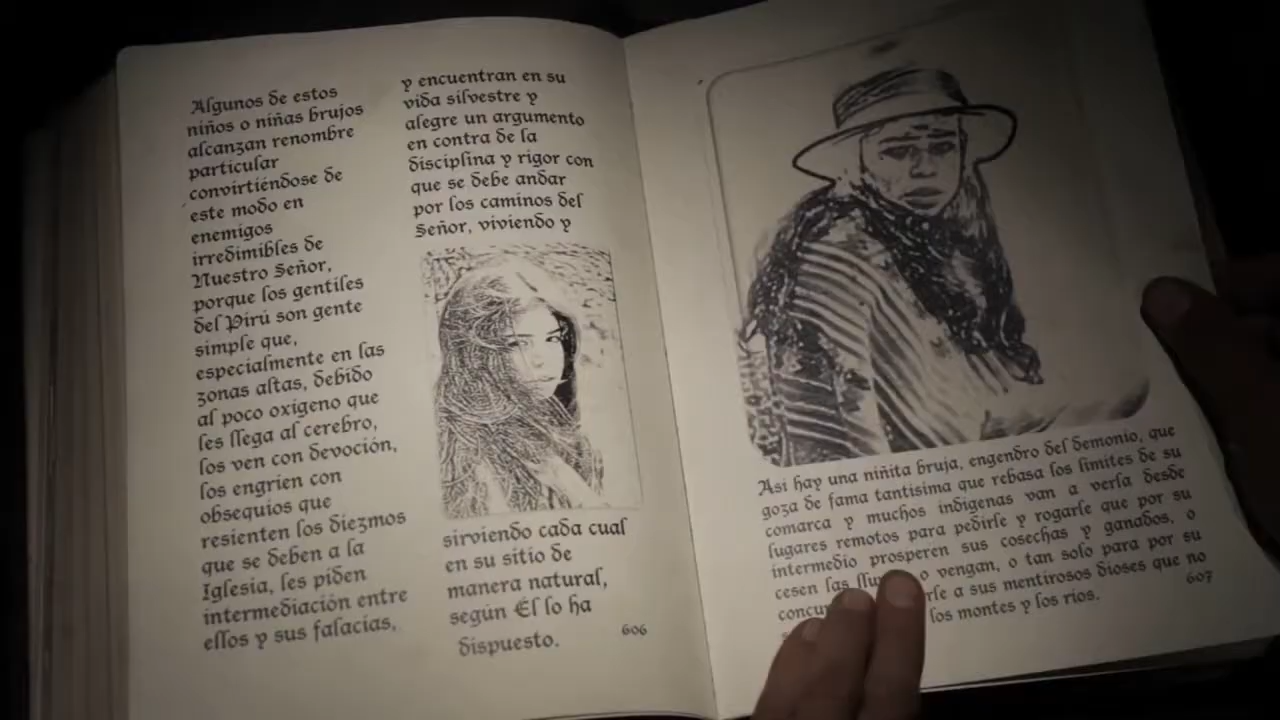 Algunos de estos
niños o niñas brujos
alcanzan renombre
particular
convirtiéndose de
este modo en
enemigos
irredimibles de
Nuestro Señor,
porque los gentiles
del Pirú son gente
simple que,
especialmente en las
zonas altas, debido
al poco oxigeno que
les llega al cerebro,
los ven con devoción,
los engrien con
obsequios que
resienten los diezmos
que se deben a la
Iglesia, les piden
intermediación entre
ellos y sus falacias,
y encuentran en su
vida silvestre y
alegre un argumento
en contra de la
disciplina y rigor con
que se debe andar
por los caminos del
Señor, viviendo y
sirviendo cada cual
en su sitio de
manera natural,
según Él lo ha
dispuesto.
606
Asi hay una niñita bruja, engendro del demonio, que
goza de fama tantisima que rebasa los limites de su
comarca y muchos indigenas van a verla desde
lugares remotos para pedirle y rogarle que por su
intermedio prosperen sus cosechas y ganados, o
cesen las o vengan, o tan solo para por su
a sus mentirosos dioses que no
los montes y los rios.
607